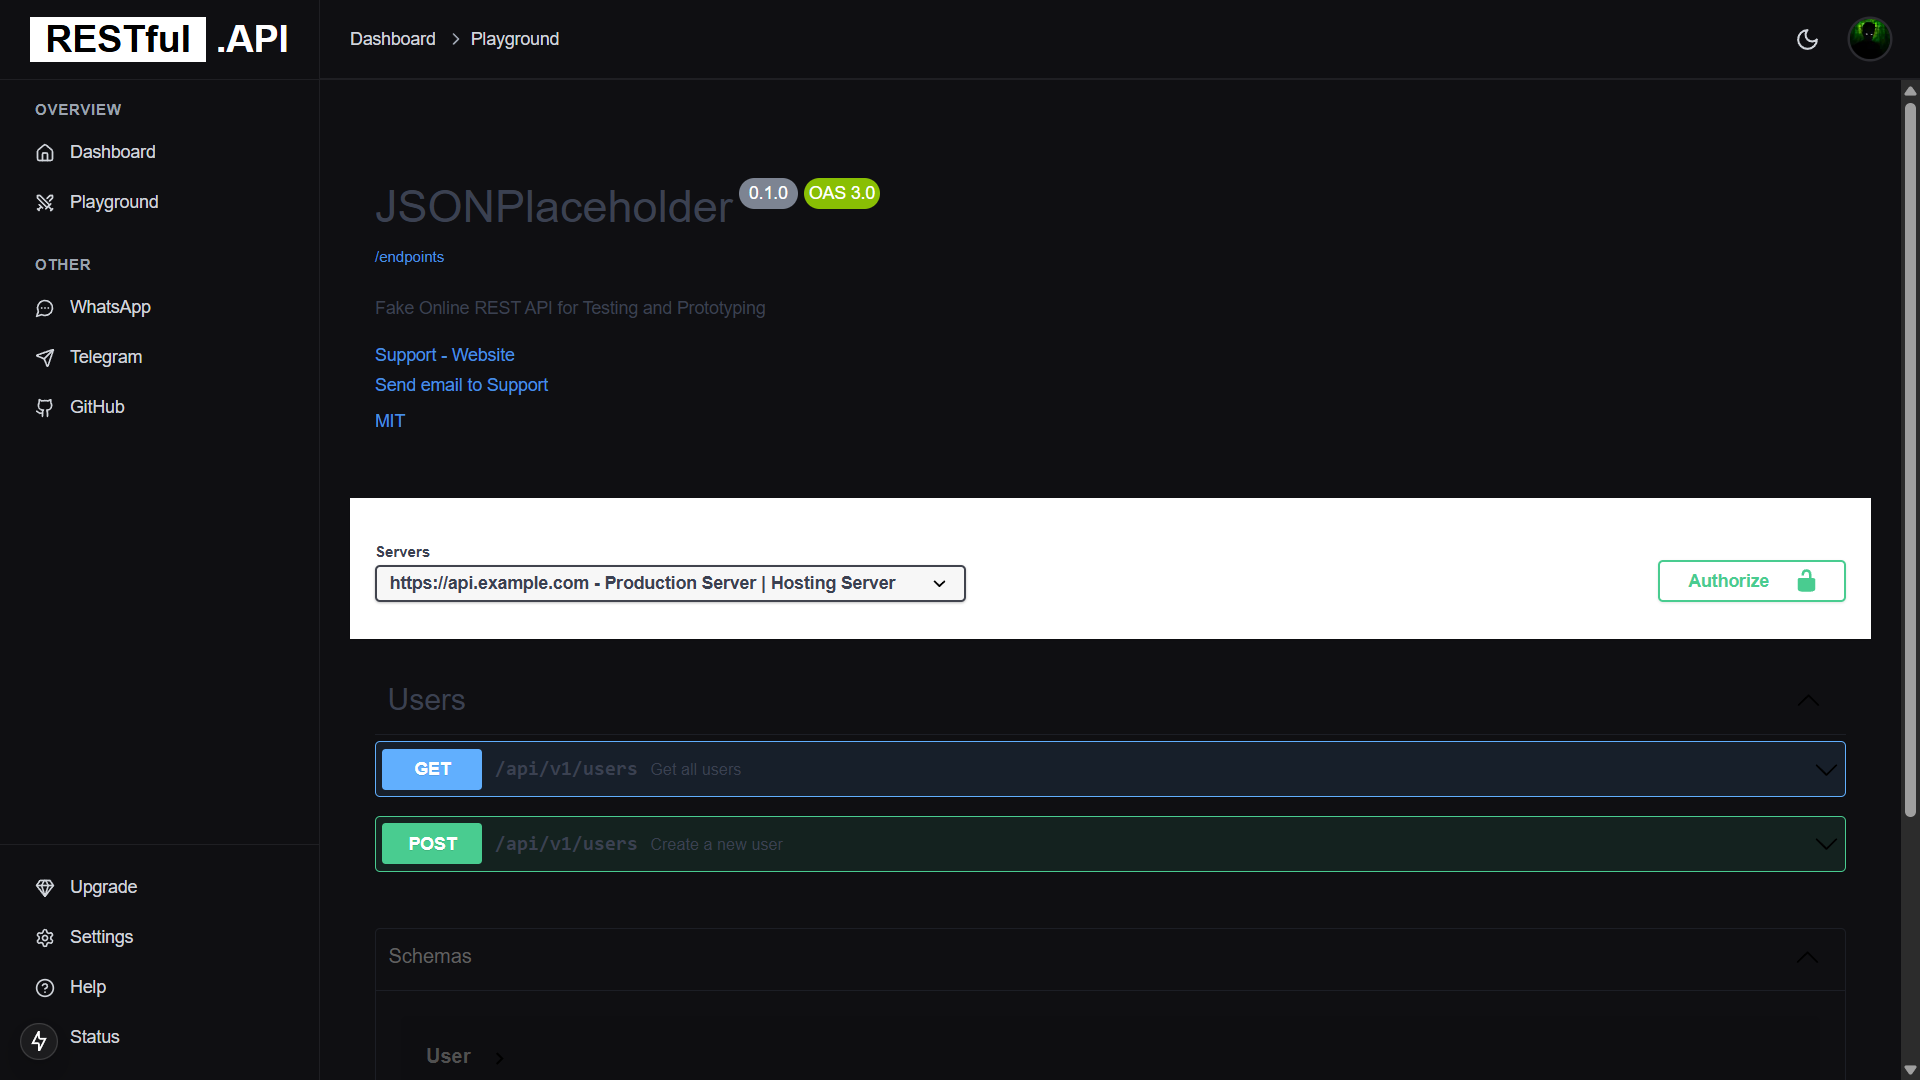 RESTful .API
Dashboard > Playground
OVERVIEW
Dashboard
Playground
OTHER
WhatsApp
Telegram
GitHub
Upgrade
Settings
Help
Status
JSONPlaceholder 0.1.0 OAS 3.0
/endpoints
Fake Online REST API for Testing and Prototyping
Support - Website
Send email to Support
MIT
Servers
https://api.example.com - Production Server | Hosting Server
Authorize
Users
GET /api/v1/users Get all users
POST /api/v1/users Create a new user
Schemas
User